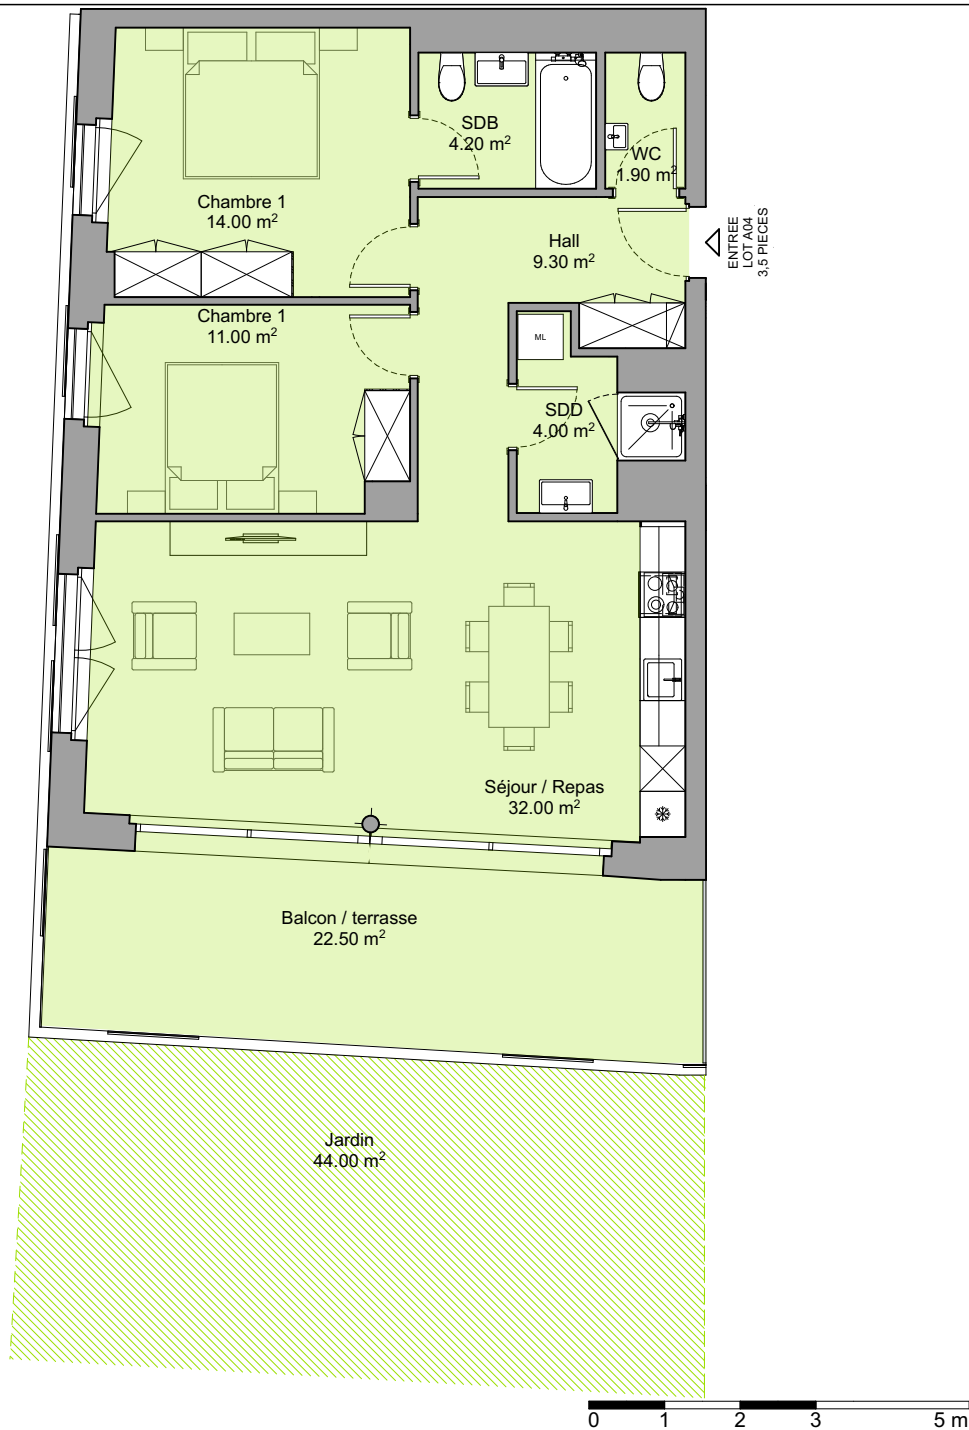 SDB
4.20 m²
WC
1.90 m²
Chambre 1
14.00 m²
Hall
9.30 m²
ENTREE
LOT A04
3,5 PIECES
Chambre 1
11.00 m²
ML
SDD
4.00 m²
Séjour / Repas
32.00 m²
Balcon / terrasse
22.50 m²
Jardin
44.00 m²
0 1 2 3 5 m